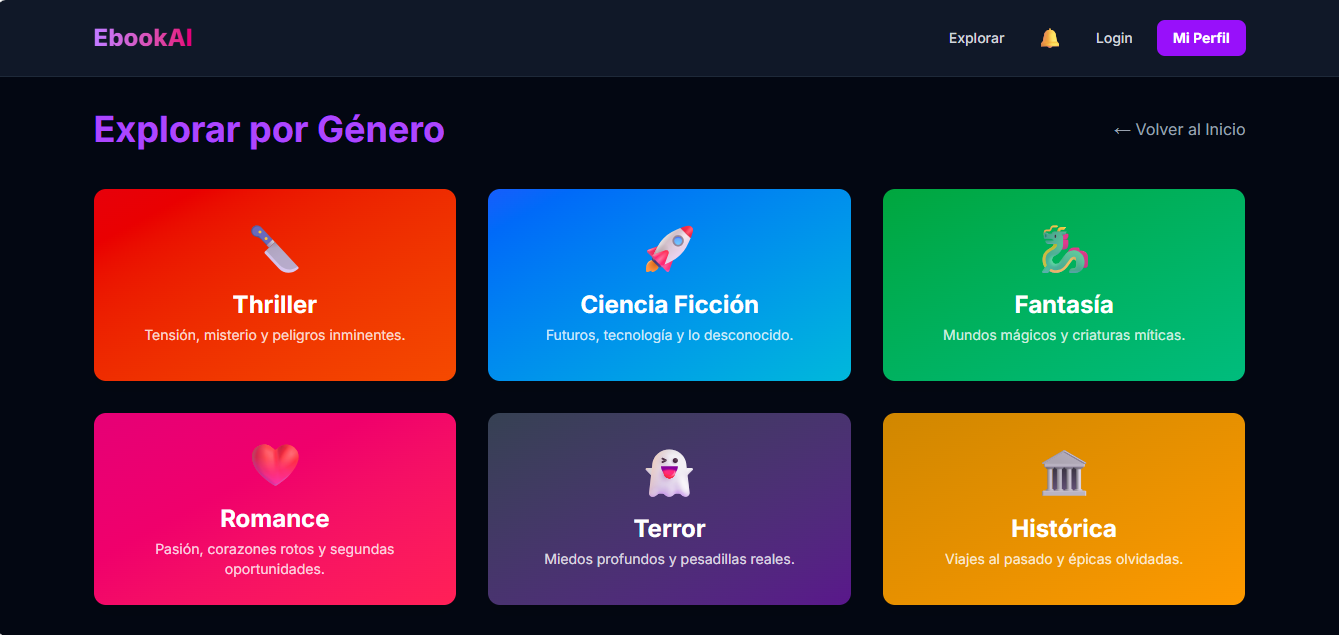 EbookAI
Explorar
Login
Mi Perfil
Explorar por Género
← Volver al Inicio
Thriller
Tensión, misterio y peligros inminentes.
Ciencia Ficción
Futuros, tecnología y lo desconocido.
Fantasía
Mundos mágicos y criaturas míticas.
Romance
Pasión, corazones rotos y segundas
oportunidades.
Terror
Miedos profundos y pesadillas reales.
Histórica
Viajes al pasado y épicas olvidadas.